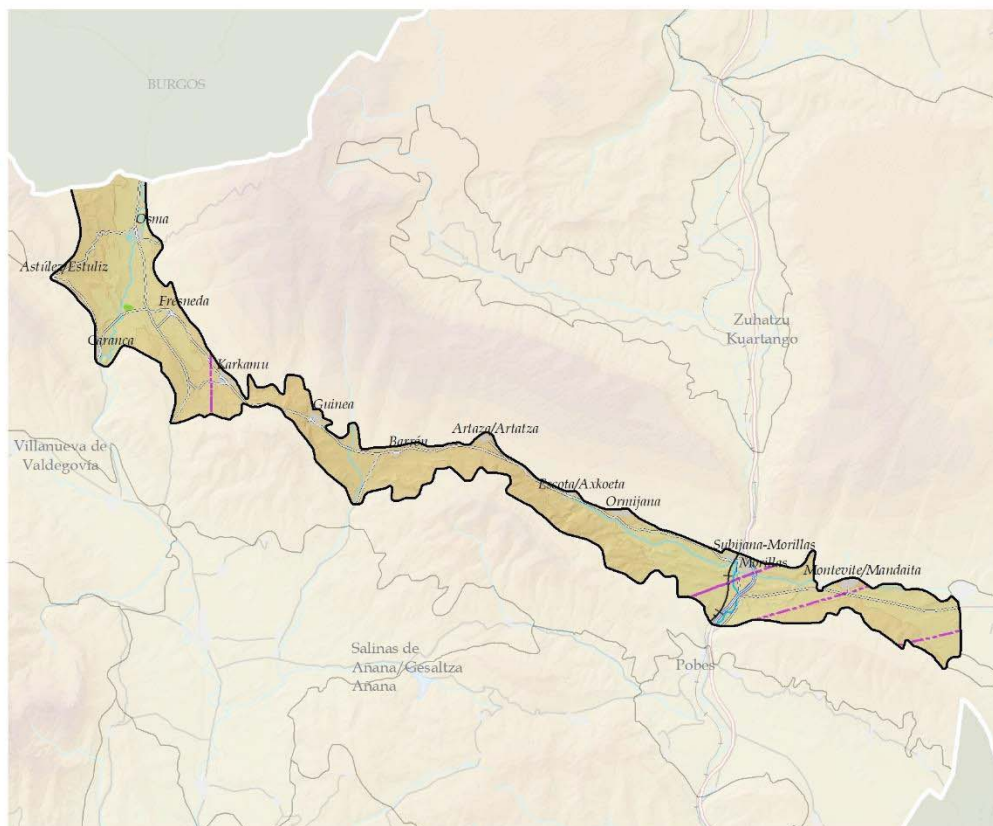 BURGOS
Osma
Astúlez/Estuliz
Fresneda
Caranca
Zuhatzu
Kuartango
Karkamu
Guinea
Villanueva de
Valdegovía
Barrón
Artaza/Artatza
Escota/Axkoeta
Ormijana
Subijana-Morillas
Morillas
Montevite/Mandaita
Salinas de
Añana/Gesaltza
Añana
Pobes